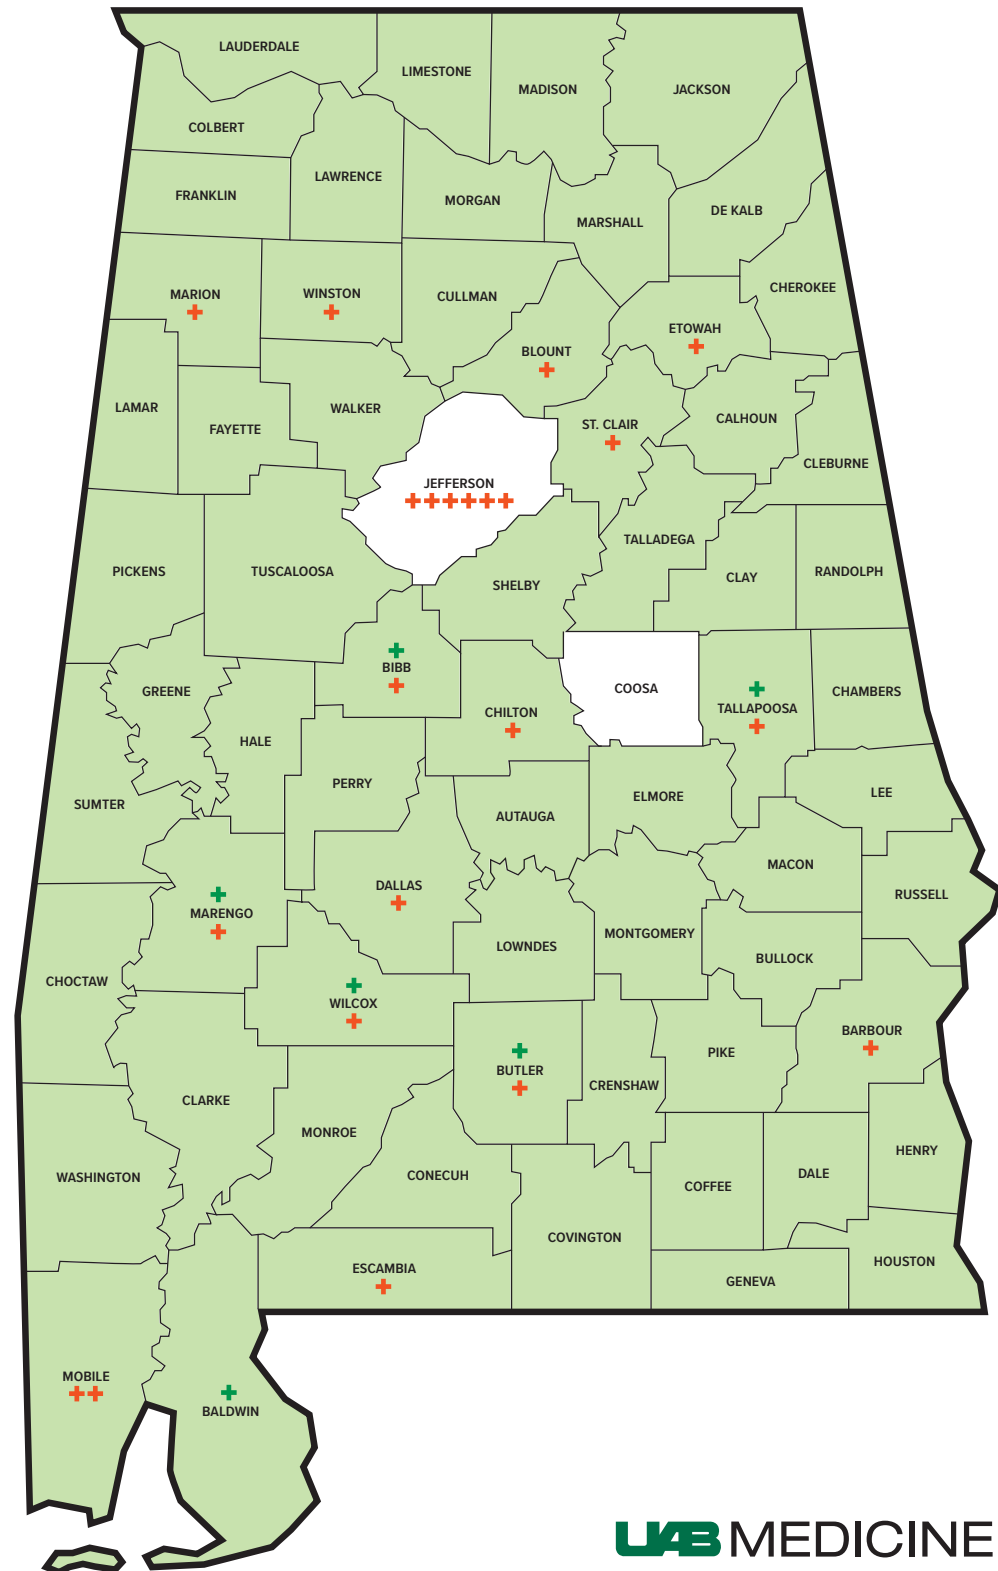 LAUDERDALE
LIMESTONE
MADISON
JACKSON
COLBERT
LAWRENCE
FRANKLIN
MORGAN
DE KALB
MARSHALL
CHEROKEE
MARION
WINSTON
CULLMAN
ETOWAH
BLOUNT
LAMAR
WALKER
FAYETTE
ST. CLAIR
CALHOUN
CLEBURNE
JEFFERSON
TALLADEGA
PICKENS
TUSCALOOSA
SHELBY
CLAY
RANDOLPH
BIBB
GREENE
COOSA
CHAMBERS
TALLAPOOSA
CHILTON
HALE
PERRY
SUMTER
ELMORE
LEE
AUTAUGA
MACON
DALLAS
RUSSELL
MARENGO
MONTGOMERY
LOWNDES
BULLOCK
CHOCTAW
WILCOX
BARBOUR
PIKE
BUTLER
CRENSHAW
CLARKE
MONROE
HENRY
WASHINGTON
CONECUH
DALE
COFFEE
COVINGTON
HOUSTON
ESCAMBIA
GENEVA
MOBILE
BALDWIN
UAB MEDICINE